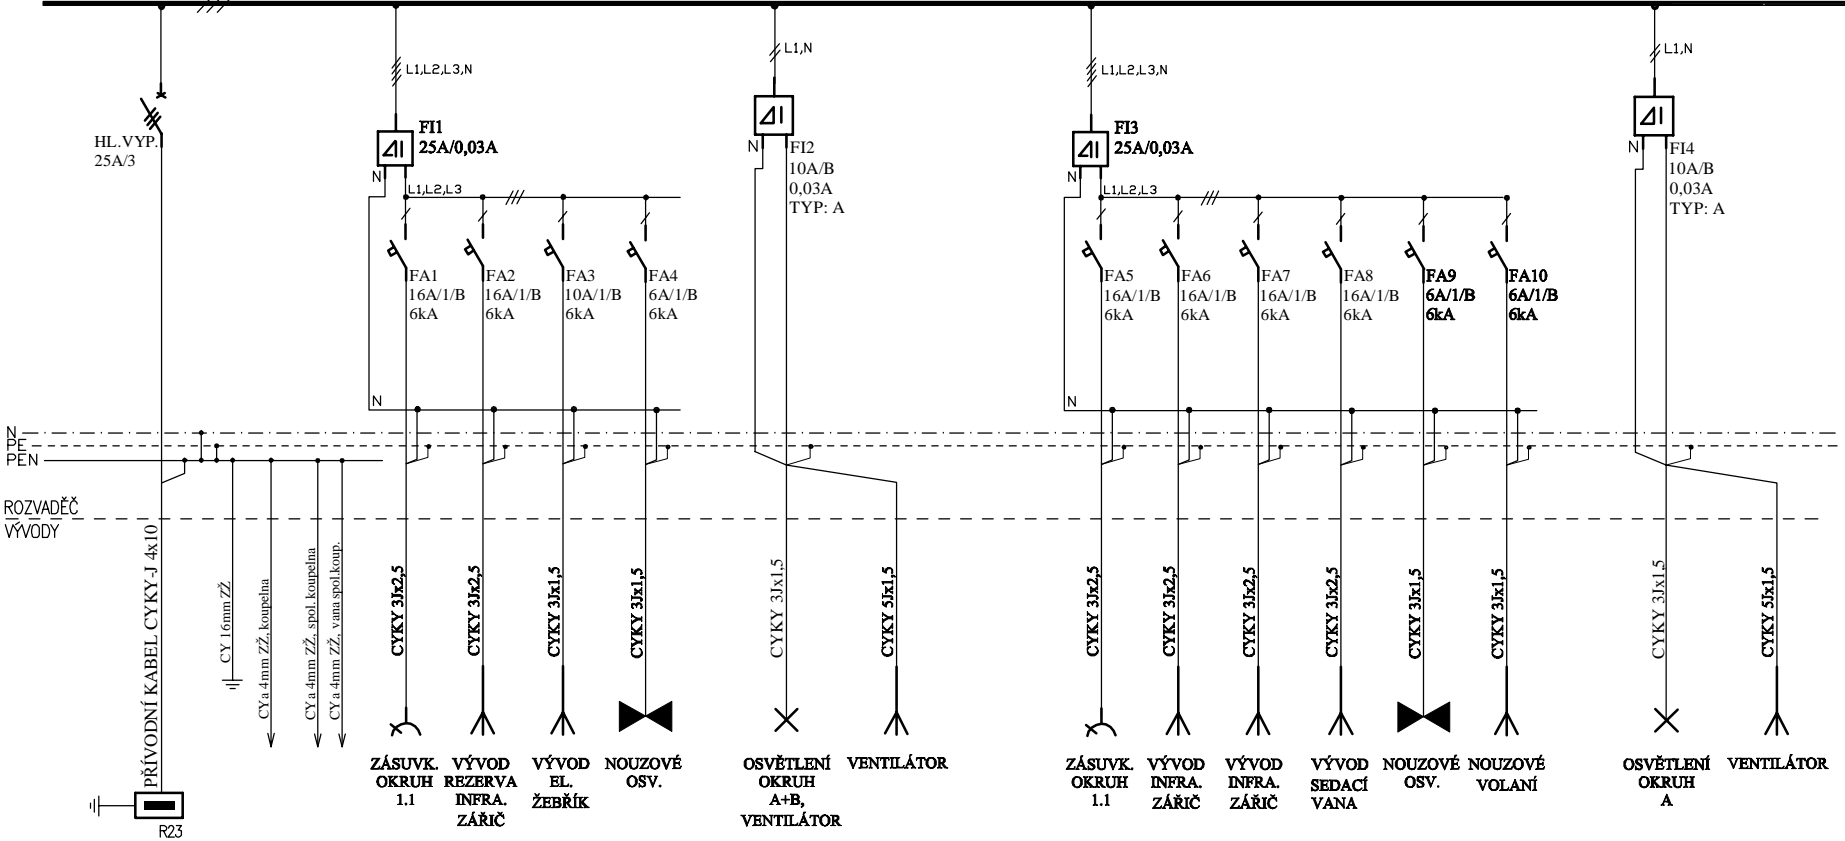 L1,L2,L3,N
L1,N
L1,L2,L3,N
L1,N
HL.VYP.
25A/3
FI1
25A/0,03A
N
L1,L2,L3
N
FI2
10A/B
0,03A
TYP: A
FI3
25A/0,03A
N
L1,L2,L3
N
FI4
10A/B
0,03A
TYP: A
FA1
16A/1/B
6kA
FA2
16A/1/B
6kA
FA3
10A/1/B
6kA
FA4
6A/1/B
6kA
FA5
16A/1/B
6kA
FA6
16A/1/B
6kA
FA7
16A/1/B
6kA
FA8
16A/1/B
6kA
FA9
6A/1/B
6kA
FA10
6A/1/B
6kA
N
N
N
PE
PEN
ROZVADĚČ
VÝVODY
PŘÍVODNÍ KABEL CYKY-J 4x10
CY 16mm ZŽ
CYa 4mm ZŽ, koupelna
CYa 4mm ZŽ, spol. koupelna
CYa 4mm ZŽ, vana spol.koup.
CYKY 3Jx2,5
CYKY 3Jx2,5
CYKY 3Jx1,5
CYKY 3Jx1,5
CYKY 3Jx1,5
CYKY 5Jx1,5
CYKY 3Jx2,5
CYKY 3Jx2,5
CYKY 3Jx2,5
CYKY 3Jx2,5
CYKY 3Jx1,5
CYKY 3Jx1,5
CYKY 3Jx1,5
CYKY 5Jx1,5
R23
ZÁSUVK.
OKRUH
1.1
VÝVOD
REZERVA
INFRA.
ZÁŘIČ
VÝVOD
EL.
ŽEBŘÍK
NOUZOVÉ
OSV.
OSVĚTLENÍ
OKRUH
A+B,
VENTILÁTOR
VENTILÁTOR
ZÁSUVK.
OKRUH
1.1
VÝVOD
INFRA.
ZÁŘIČ
VÝVOD
INFRA.
ZÁŘIČ
VÝVOD
SEDACÍ
VANA
NOUZOVÉ
OSV.
NOUZOVÉ
VOLANÍ
OSVĚTLENÍ
OKRUH
A
VENTILÁTOR